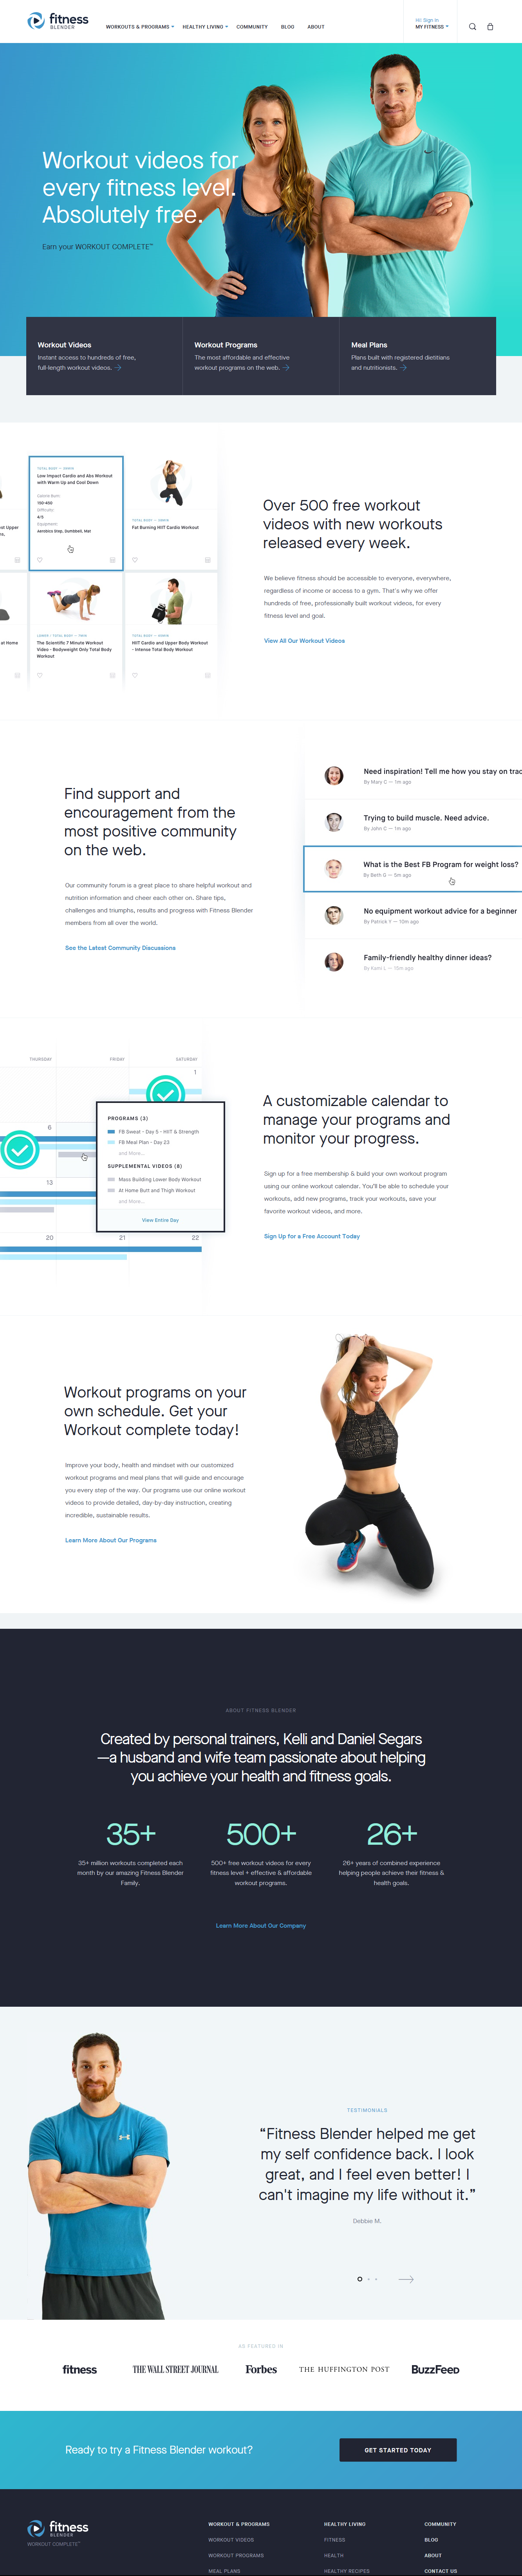 fitness
BLENDER
WORKOUTS & PROGRAMS
HEALTHY LIVING
COMMUNITY
BLOG
ABOUT
Hi! Sign In
MY FITNESS
Workout videos for
every fitness level.
Absolutely free.
Earn your WORKOUT COMPLETE™
Workout Videos
Instant access to hundreds of free,
full-length workout videos.
Workout Programs
The most affordable and effective
workout programs on the web.
Meal Plans
Plans built with registered dietitians
and nutritionists.
TOTAL BODY
Low Impact Cardio and Abs Workout
with Warm Up and Cool Down
Calorie Burn:
Difficulty:
4/5
Equipment:
Aerobics Step, Dumbbell, Mat
st Upper
TOTAL BODY
Fat Burning HIIT Cardio Workout
at Home
The Scientific 7 Minute Workout
Video - Bodyweight Only Total Body
Workout
TOTAL BODY
HIIT Cardio and Upper Body Workout
- Intense Total Body Workout
Over 500 free workout
videos with new workouts
released every week.
We believe fitness should be accessible to everyone, everywhere,
regardless of income or access to a gym. That's why we offer
hundreds of free, professionally built workout videos, for every
fitness level and goal.
View All Our Workout Videos
Find support and
encouragement from the
most positive community
on the web.
Our community forum is a great place to share helpful workout and
nutrition information and cheer each other on. Share tips,
challenges and triumphs, results and progress with Fitness Blender
members from all over the world.
See the Latest Community Discussions
Need inspiration! Tell me how you stay on trac
By Mary C — 1m ago
Trying to build muscle. Need advice.
By John C — 1m ago
What is the Best FB Program for weight loss?
By Beth G — 5m ago
No equipment workout advice for a beginner
By Patrick Y — 10m ago
Family-friendly healthy dinner ideas?
By Kami L — 15m ago
THURSDAY
FRIDAY
SATURDAY
1
6
13
20
21
22
PROGRAMS (3)
FB Sweat - Day 5 - HIIT & Strength
FB Meal Plan - Day 23
and More...
SUPPLEMENTAL VIDEOS (8)
Mass Building Lower Body Workout
At Home Butt and Thigh Workout
and More...
View Entire Day
A customizable calendar to
manage your programs and
monitor your progress.
Sign up for a free membership & build your own workout program
using our online workout calendar. You'll be able to schedule your
workouts, add new programs, track your workouts, save your
favorite workout videos, and more.
Sign Up for a Free Account Today
Workout programs on your
own schedule. Get your
Workout complete today!
Improve your body, health and mindset with our customized
workout programs and meal plans that will guide and encourage
you every step of the way. Our programs use our online workout
videos to provide detailed, day-by-day instruction, creating
incredible, sustainable results.
Learn More About Our Programs
ABOUT FITNESS BLENDER
Created by personal trainers, Kelli and Daniel Segars
—a husband and wife team passionate about helping
you achieve your health and fitness goals.
35+
35+ million workouts completed each
month by our amazing Fitness Blender
Family.
500+
500+ free workout videos for every
fitness level + effective & affordable
workout programs.
26+
26+ years of combined experience
helping people achieve their fitness &
health goals.
Learn More About Our Company
TESTIMONIALS
“Fitness Blender helped me get
my self confidence back. I look
great, and I feel even better! I
can't imagine my life without it.”
Debbie M.
AS FEATURED IN
fitness
THE WALL STREET JOURNAL
Forbes
THE HUFFINGTON POST
BuzzFeed
Ready to try a Fitness Blender workout?
GET STARTED TODAY
fitness
BLENDER
WORKOUT COMPLETE™
WORKOUT & PROGRAMS
WORKOUT VIDEOS
WORKOUT PROGRAMS
MEAL PLANS
HEALTHY LIVING
FITNESS
HEALTH
HEALTHY RECIPES
COMMUNITY
BLOG
ABOUT
CONTACT US